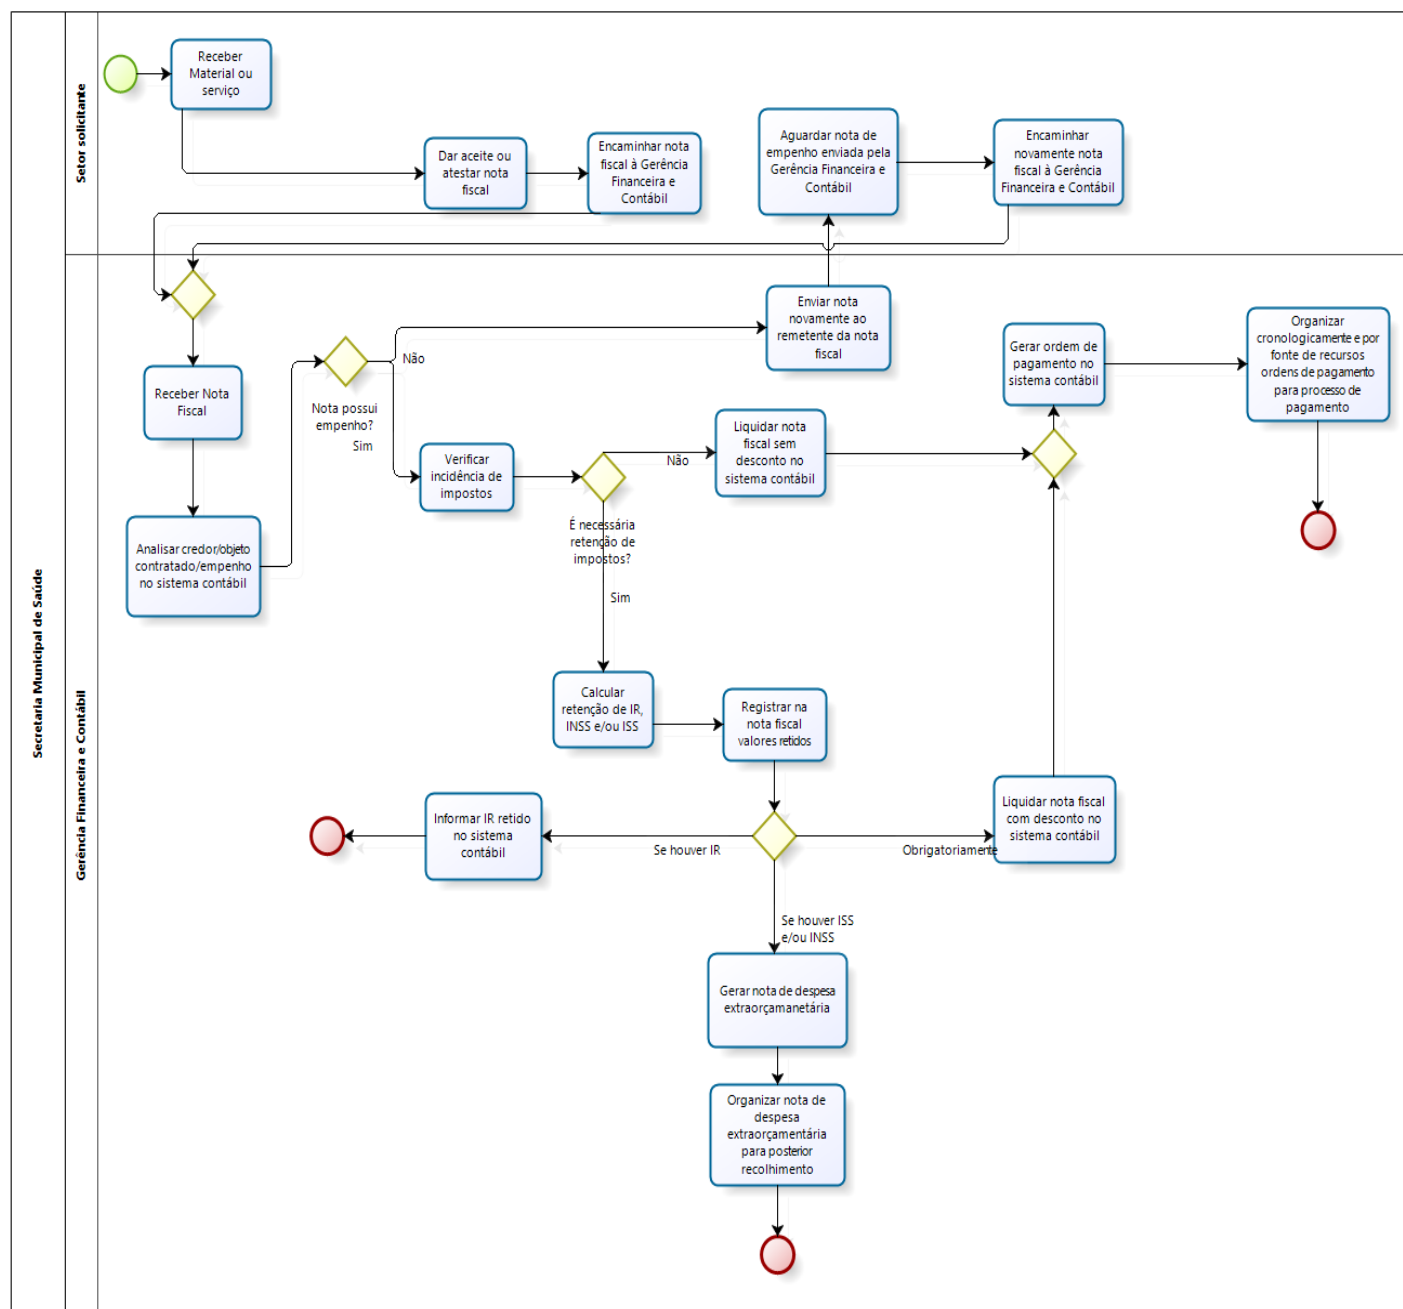 Secretaria Municipal de Saúde
Setor solicitante
Receber
Material ou
serviço
Dar aceite ou
atestar nota
fiscal
Encaminhar nota
fiscal à Gerência
Financeira e
Contábil
Aguardar nota de
empenho enviada pela
Gerência Financeira e
Contábil
Encaminhar
novamente nota
fiscal à Gerência
Financeira e Contábil
Gerência Financeira e Contábil
Receber Nota
Fiscal
Analisar credor/objeto
contratado/empenho
no sistema contábil
Nota possui
empenho?
Não
Sim
Enviar nota
novamente ao
remetente da nota
fiscal
Verificar
incidência de
impostos
É necessária
retenção de
impostos?
Não
Sim
Liquidar nota
fiscal sem
desconto no
sistema contábil
Gerar ordem de
pagamento no
sistema contábil
Organizar
cronologicamente e por
fonte de recursos
ordens de pagamento
para processo de
pagamento
Calcular
retenção de IR,
INSS e/ou ISS
Registrar na
nota fiscal
valores retidos
Informar IR retido
no sistema
contábil
Se houver IR
Obrigatoriamente
Liquidar nota fiscal
com desconto no
sistema contábil
Se houver ISS
e/ou INSS
Gerar nota de despesa
extraorçamanetária
Organizar nota de
despesa
extraorçamentária
para posterior
recolhimento